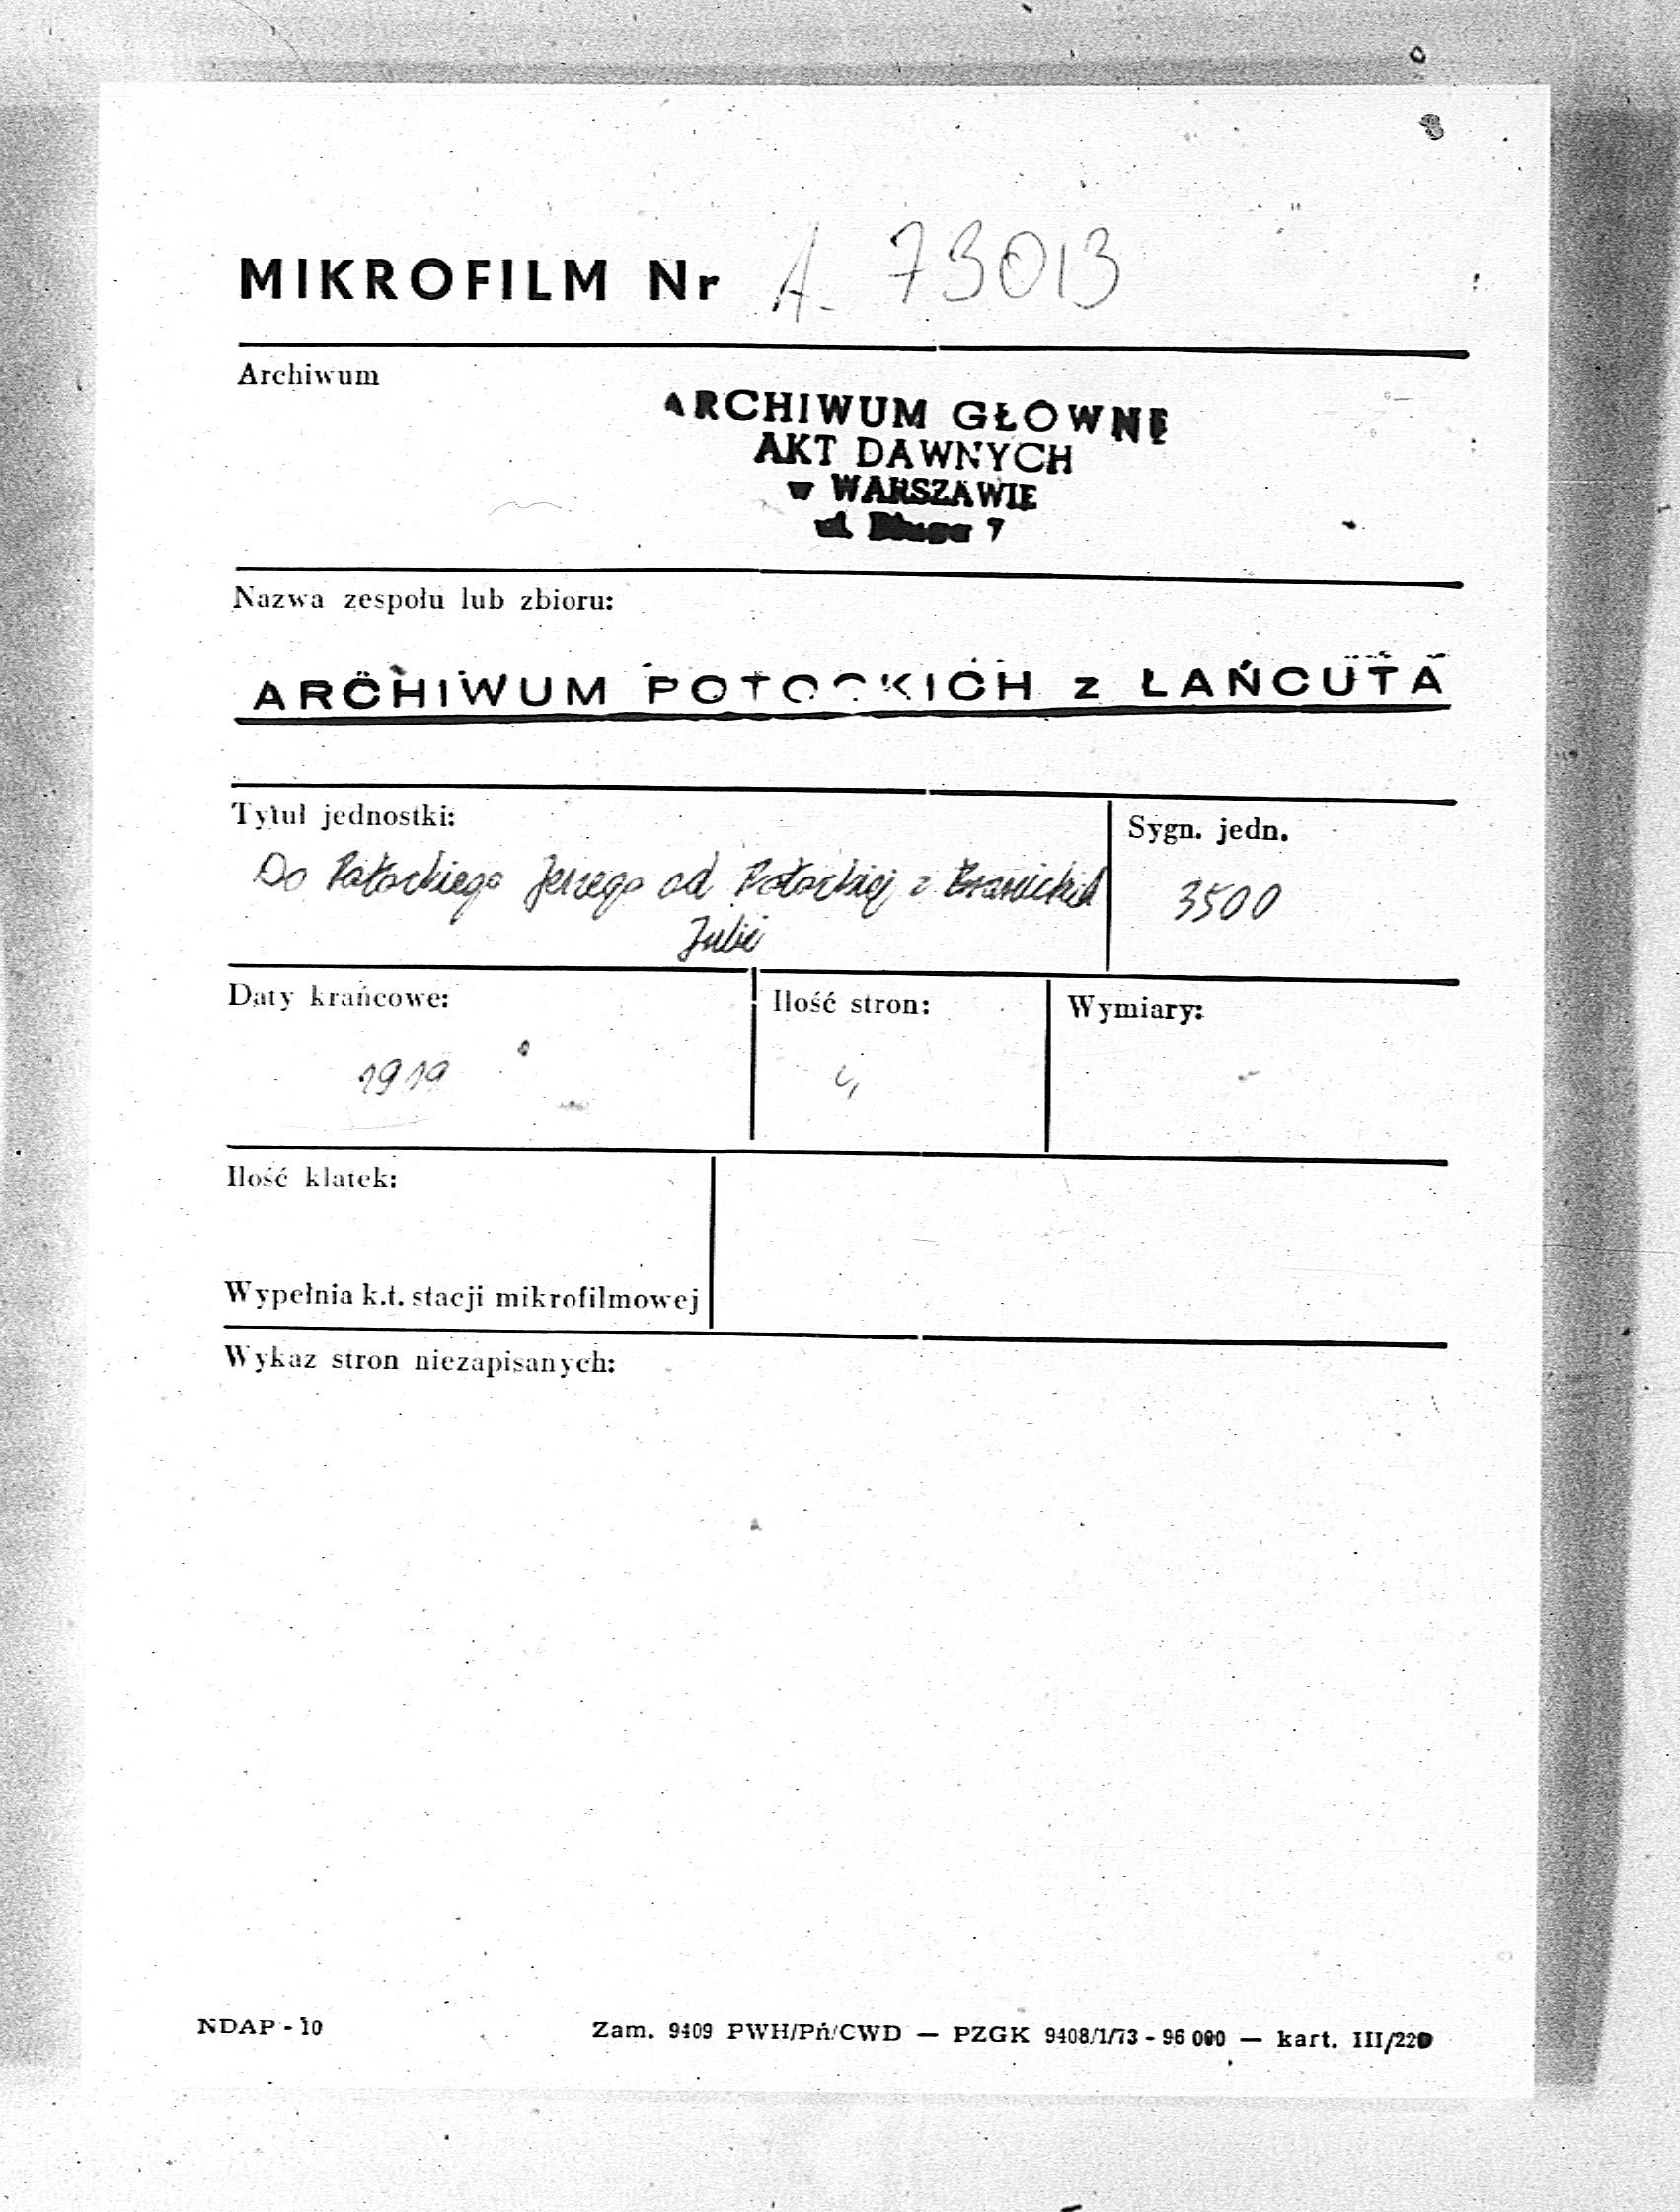 MIKROFILM Nr A- 73013
Archiwum
ARCHIWUM GŁÓWNE
AKT DAWNYCH
w WARSZAWIE
ul. Długa 7
Nazwa zespołu lub zbioru:
ARCHIWUM POTOCKICH z ŁAŃCUTA
Tytuł jednostki:
Do Potockiego Jerzego od Potockiej z Branickich
Julii
Sygn. jedn.
3500
Daty krańcowe:
1919
Ilość stron:
4
Wymiary:
-
Ilość klatek:
Wypełnia k.t. stacji mikrofilmowej
Wykaz stron niezapisanych:
NDAP - 10
Zam. 9409 PWH/Pń/CWD — PZGK 9408/1/73 - 96 000 — kart. III/220